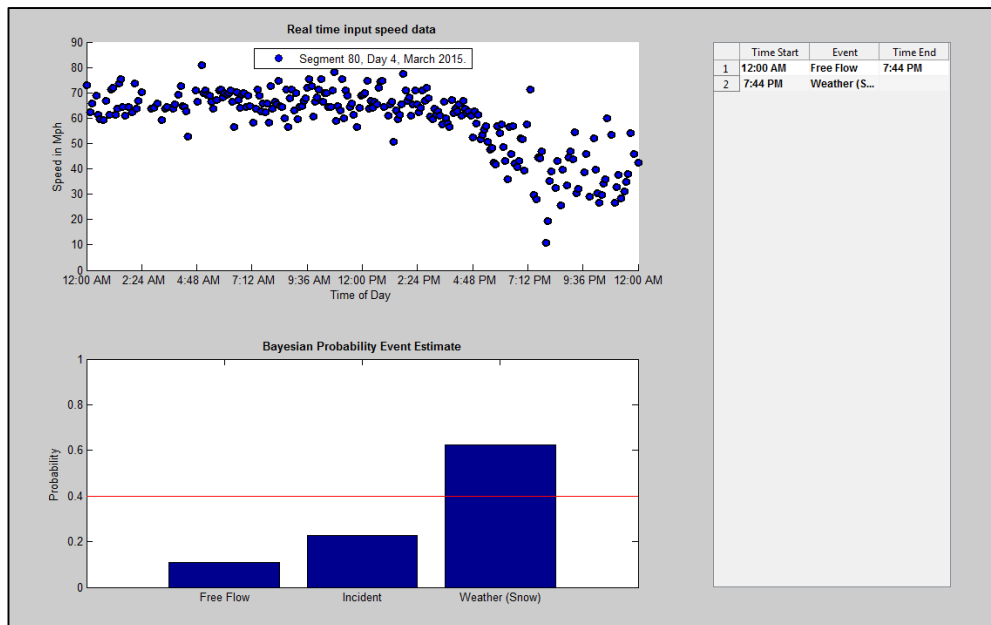 Real time input speed data
90
80
70
60
50
40
30
20
10
0
Speed in Mph
Segment 80, Day 4, March 2015.
12:00 AM 2:24 AM 4:48 AM 7:12 AM 9:36 AM 12:00 PM 2:24 PM 4:48 PM 7:12 PM 9:36 PM 12:00 AM
Time of Day
Time Start Event Time End
1 12:00 AM Free Flow 7:44 PM
2 7:44 PM Weather (S...
Bayesian Probability Event Estimate
1
0.8
0.6
0.4
0.2
0
Probability
Free Flow Incident Weather (Snow)